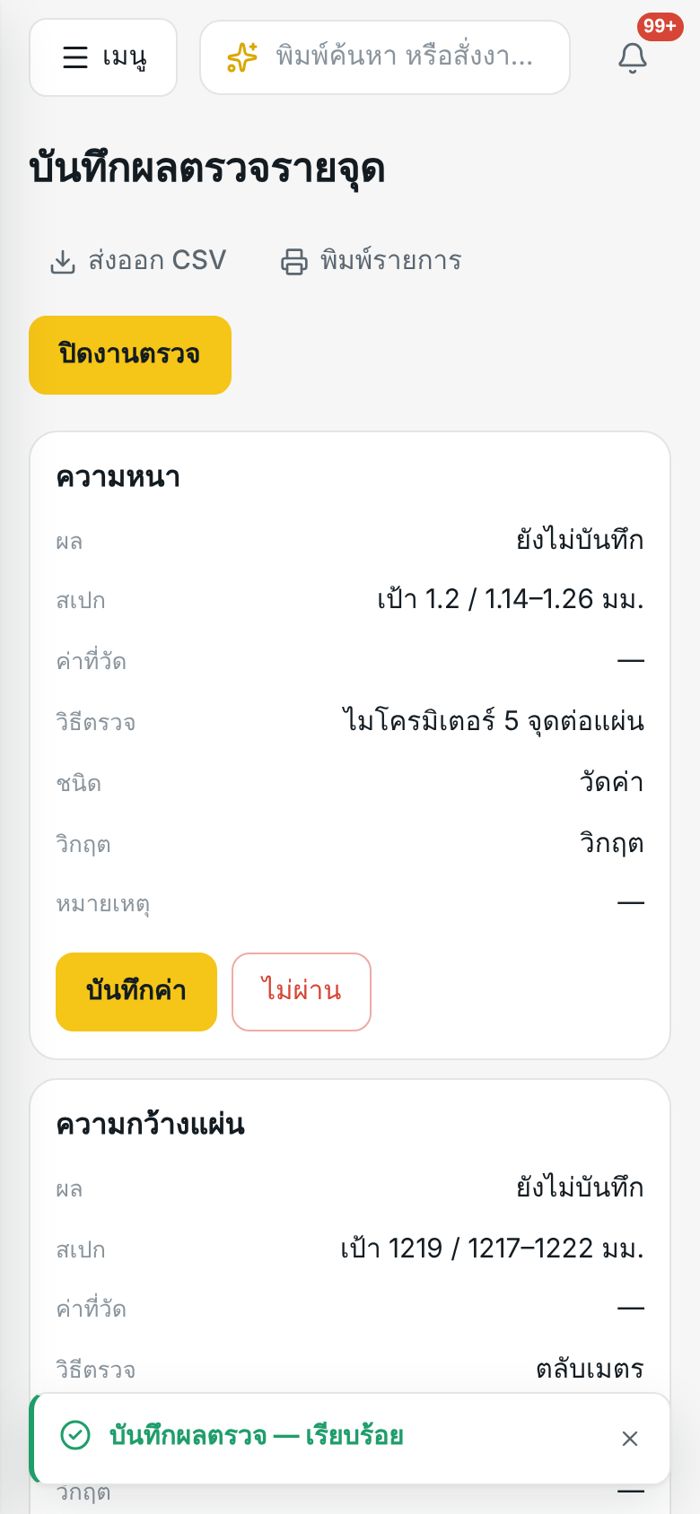 เมนู
พิมพ์ค้นหา หรือสั่งงา...
99+
บันทึกผลตรวจรายจุด
ส่งออก CSV
พิมพ์รายการ
ปิดงานตรวจ
ความหนา
ผล ยังไม่บันทึก
สเปก เป้า 1.2 / 1.14–1.26 มม.
ค่าที่วัด —
วิธีตรวจ ไมโครมิเตอร์ 5 จุดต่อแผ่น
ชนิด วัดค่า
วิกฤต วิกฤต
หมายเหตุ —
บันทึกค่า
ไม่ผ่าน
ความกว้างแผ่น
ผล ยังไม่บันทึก
สเปก เป้า 1219 / 1217–1222 มม.
ค่าที่วัด —
วิธีตรวจ ตลับเมตร
บันทึกผลตรวจ — เรียบร้อย
วิกฤต —